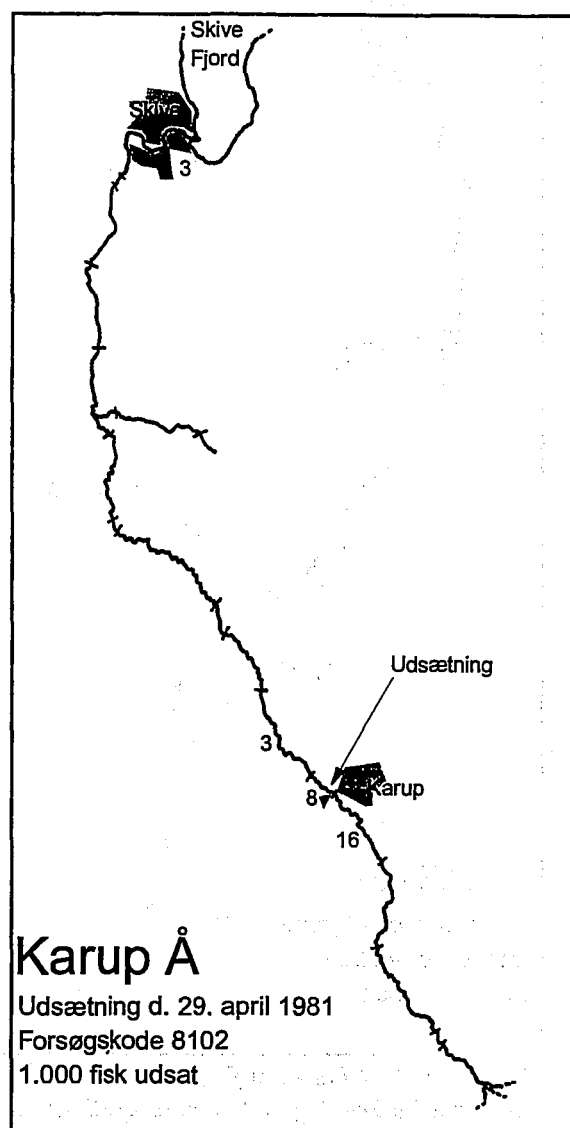 Skive
Fjord
Skive
3
Udsætning
3
8
Karup
16
Karup Å
Udsætning d. 29. april 1981
Forsøgskode 8102
1.000 fisk udsat